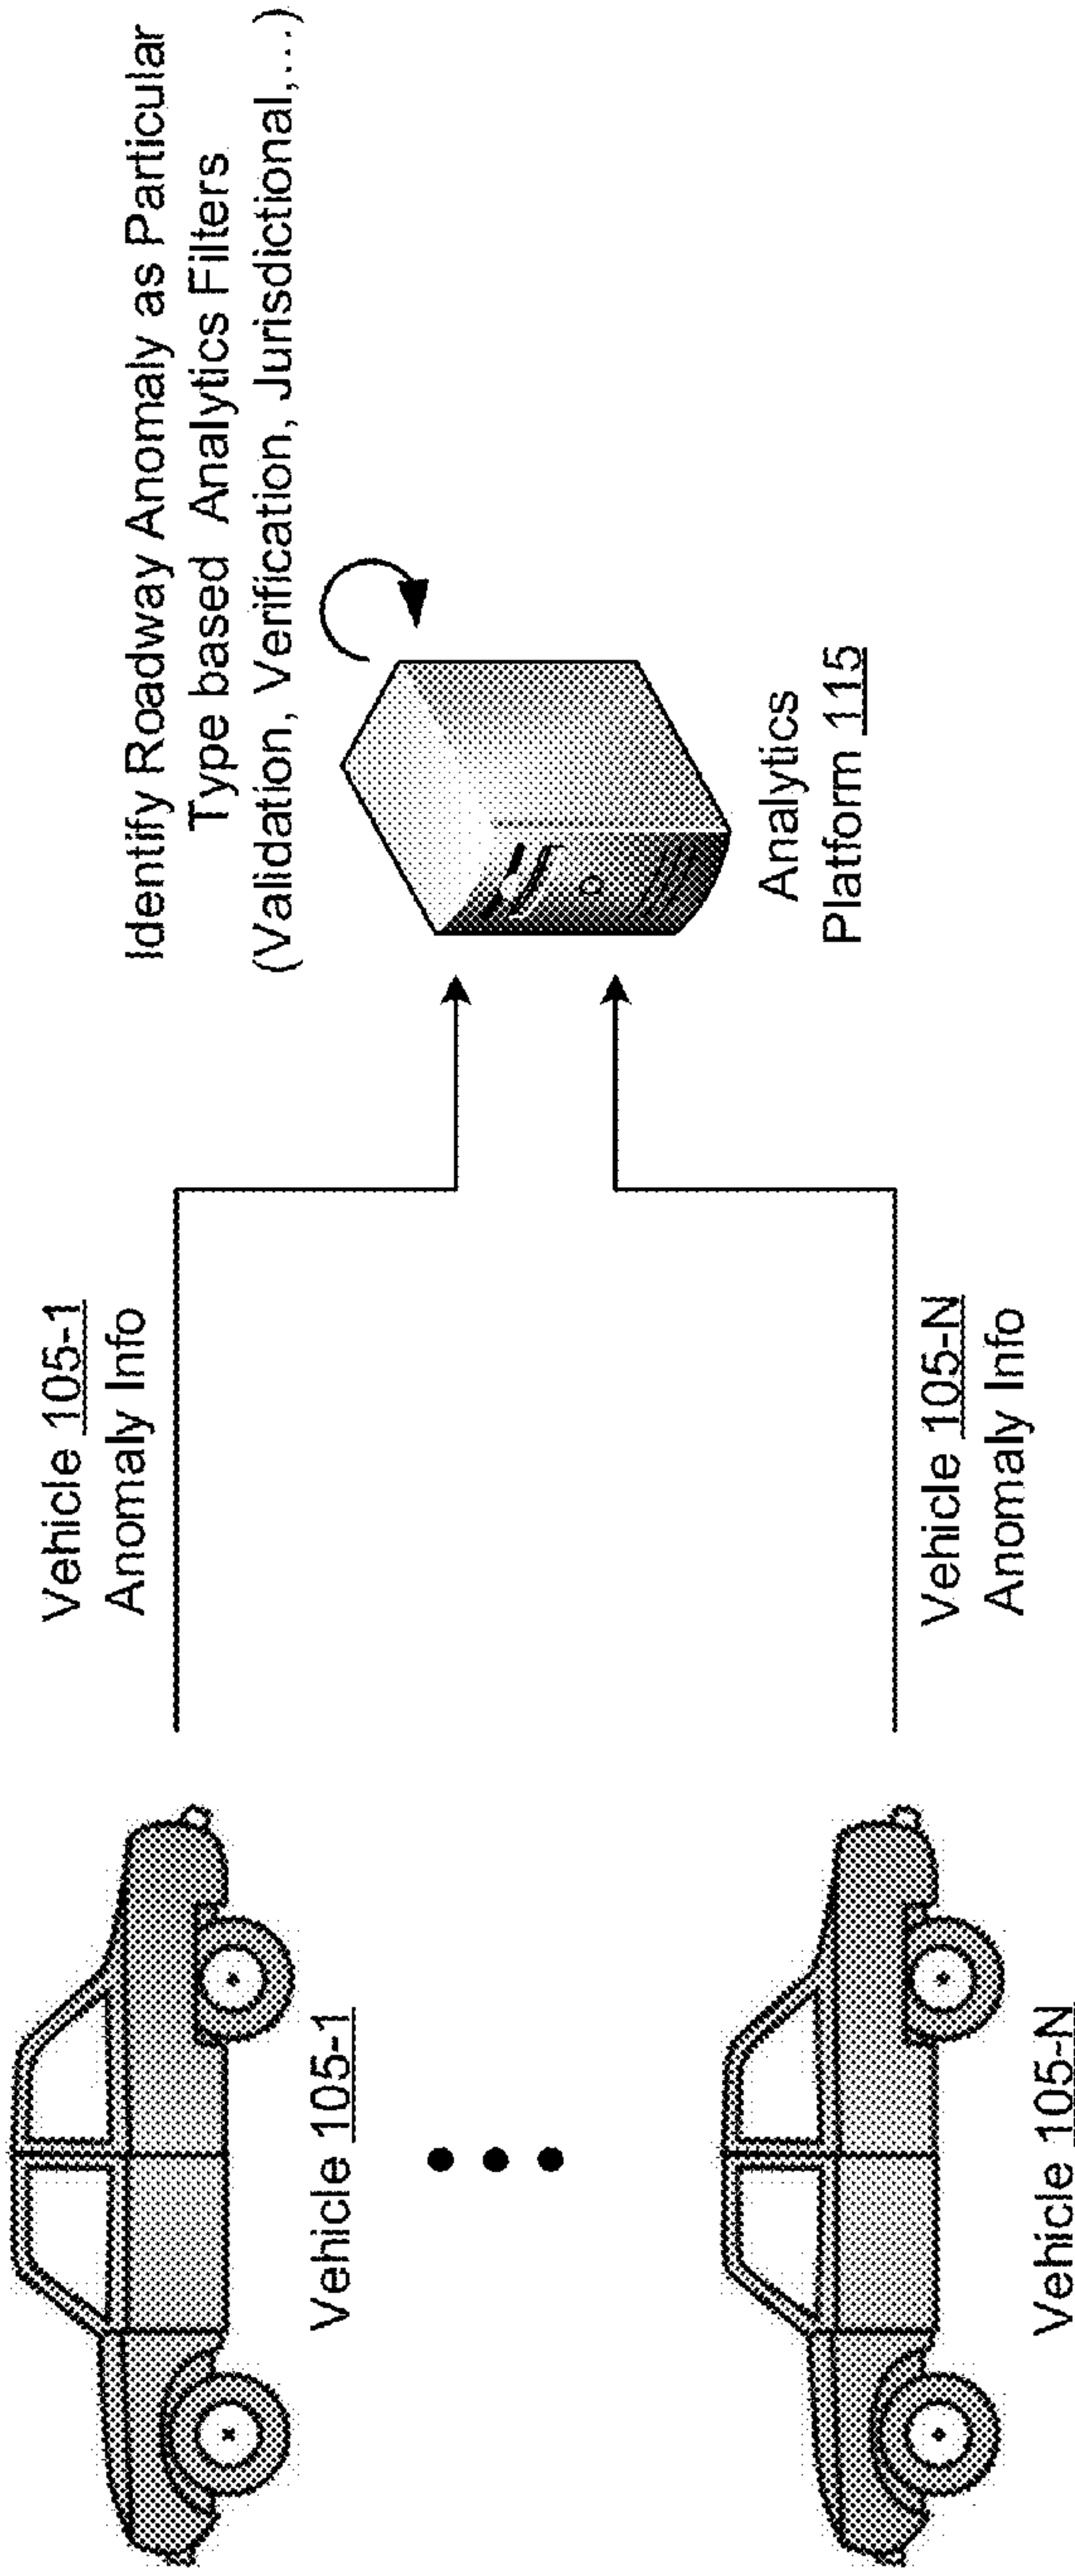 Vehicle 105-1
Anomaly Info
Identify Roadway Anomaly as Particular
Type based Analytics Filters
(Validation, Verification, Jurisdictional,...)
Vehicle 105-1
Analytics
Platform 115
Vehicle 105-N
Anomaly Info
Vehicle 105-N